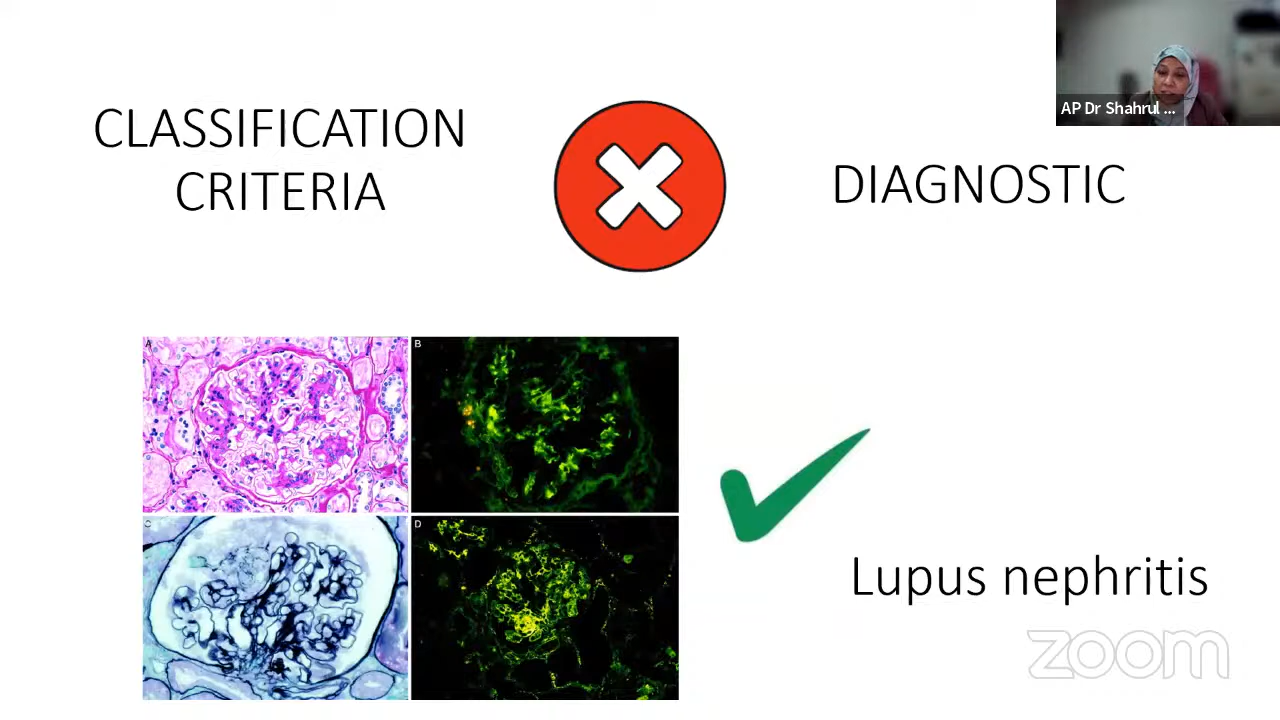 AP Dr Shahrul ...
CLASSIFICATION
CRITERIA
DIAGNOSTIC
A
B
C
D
Lupus nephritis
zoom